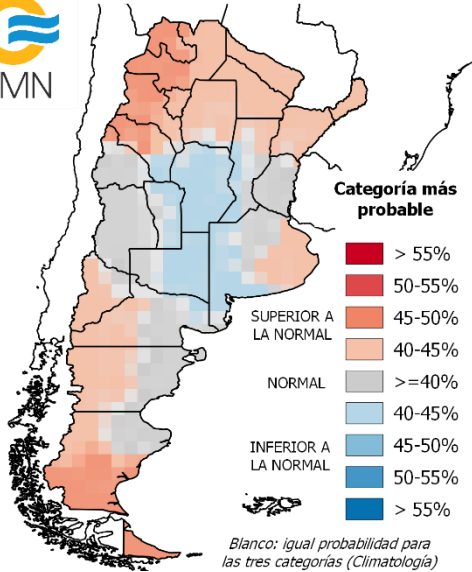 MN
Categoría más
probable
> 55%
50-55%
45-50%
SUPERIOR A
LA NORMAL
40-45%
NORMAL
>=40%
40-45%
INFERIOR A
LA NORMAL
45-50%
50-55%
> 55%
Blanco: igual probabilidad para
las tres categorías (Climatología)